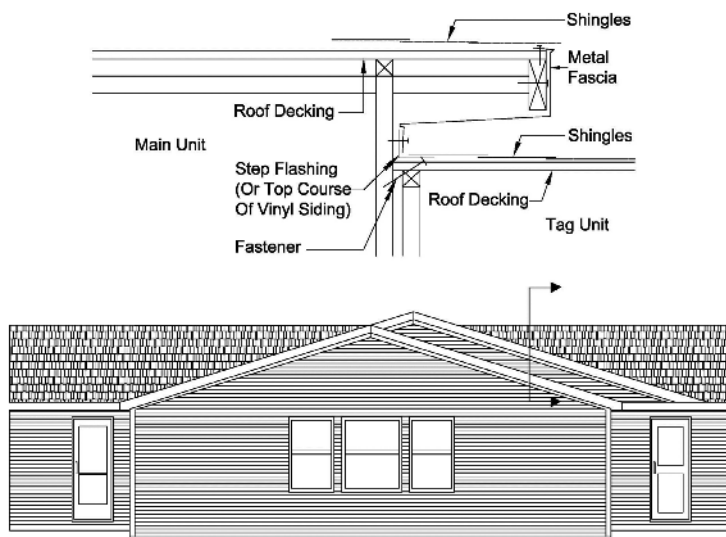 Shingles
Metal
Fascia
Roof Decking
Main Unit
Shingles
Step Flashing
(Or Top Course
Of Vinyl Siding)
Roof Decking
Tag Unit
Fastener